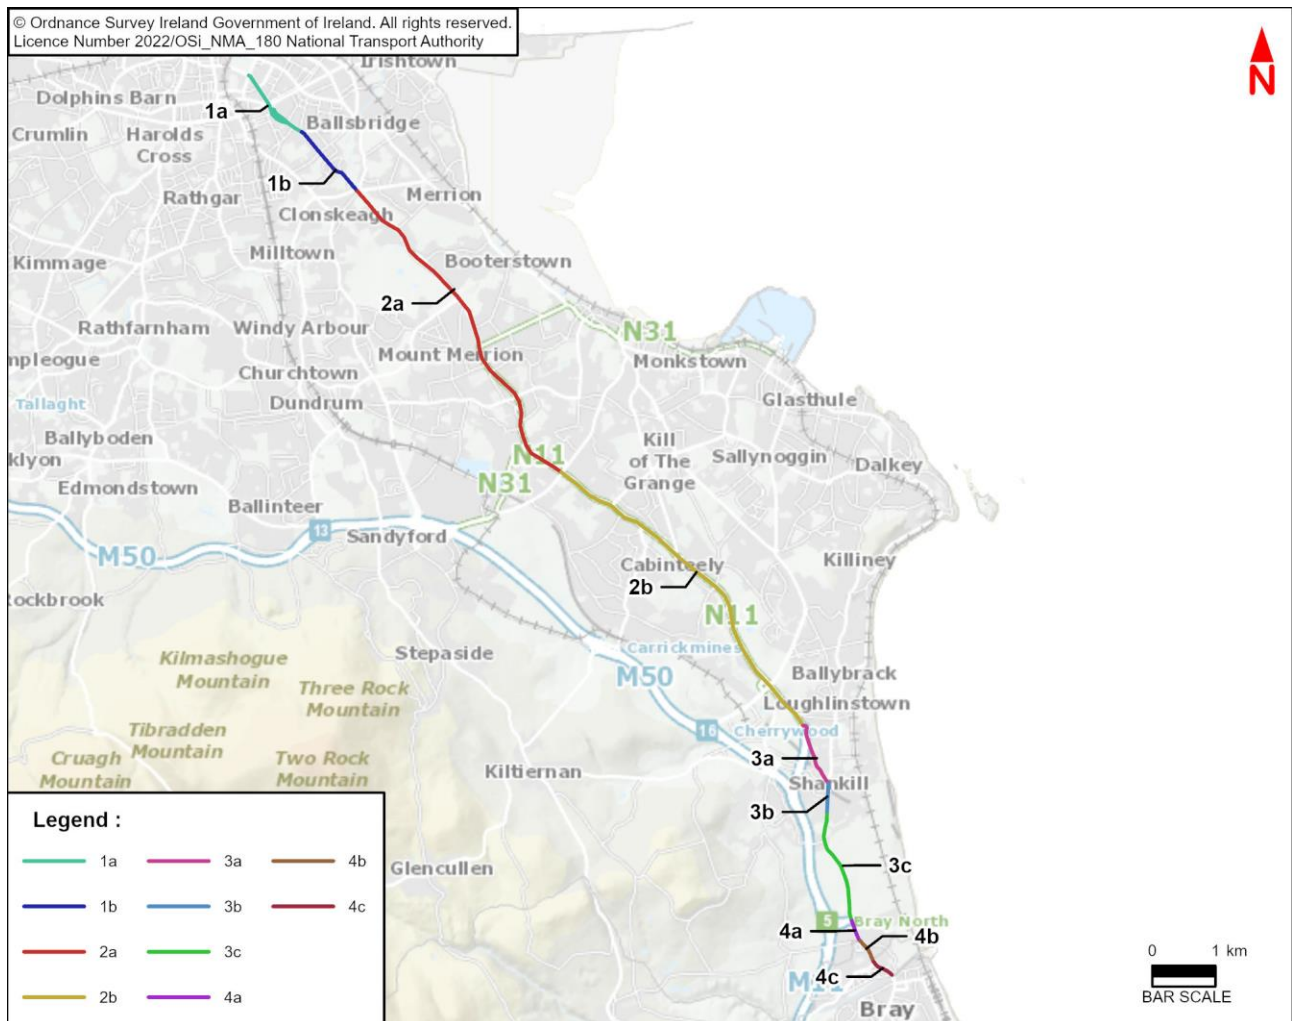 © Ordnance Survey Ireland Government of Ireland. All rights reserved.
Licence Number 2022/OSi_NMA_180 National Transport Authority
N
Irishtown
Dolphins Barn
1a
Ballsbridge
Crumlin
Harolds
Cross
1b
Rathgar
Merrion
Clonskeagh
Milltown
Kimmage
Booterstown
2a
Rathfarnham
Windy Arbour
N31
mpleogue
Mount Merrion
Monkstown
Churchtown
Tallaght
Dundrum
Glasthule
Ballyboden
Kill
of The
Grange
klyon
N11
Sallynoggin
Dalkey
N31
Edmondstown
Ballinteer
13
Sandyford
M50
Cabinteely
Killiney
2b
Rockbrook
N11
Carrickmines
Stepaside
Kilmashogue
Mountain
M50
Ballybrack
Three Rock
Mountain
Loughlinstown
Tibradden
Mountain
16
Cherrywood
Cruagh
Mountain
Two Rock
Mountain
3a
Kiltiernan
Shankill
3b
Legend :
1a
3a
4b
1b
3b
4c
2a
3c
2b
4a
Glencullen
3c
5
Bray North
4a
4b
4c
M11
Bray
0
1 km
BAR SCALE